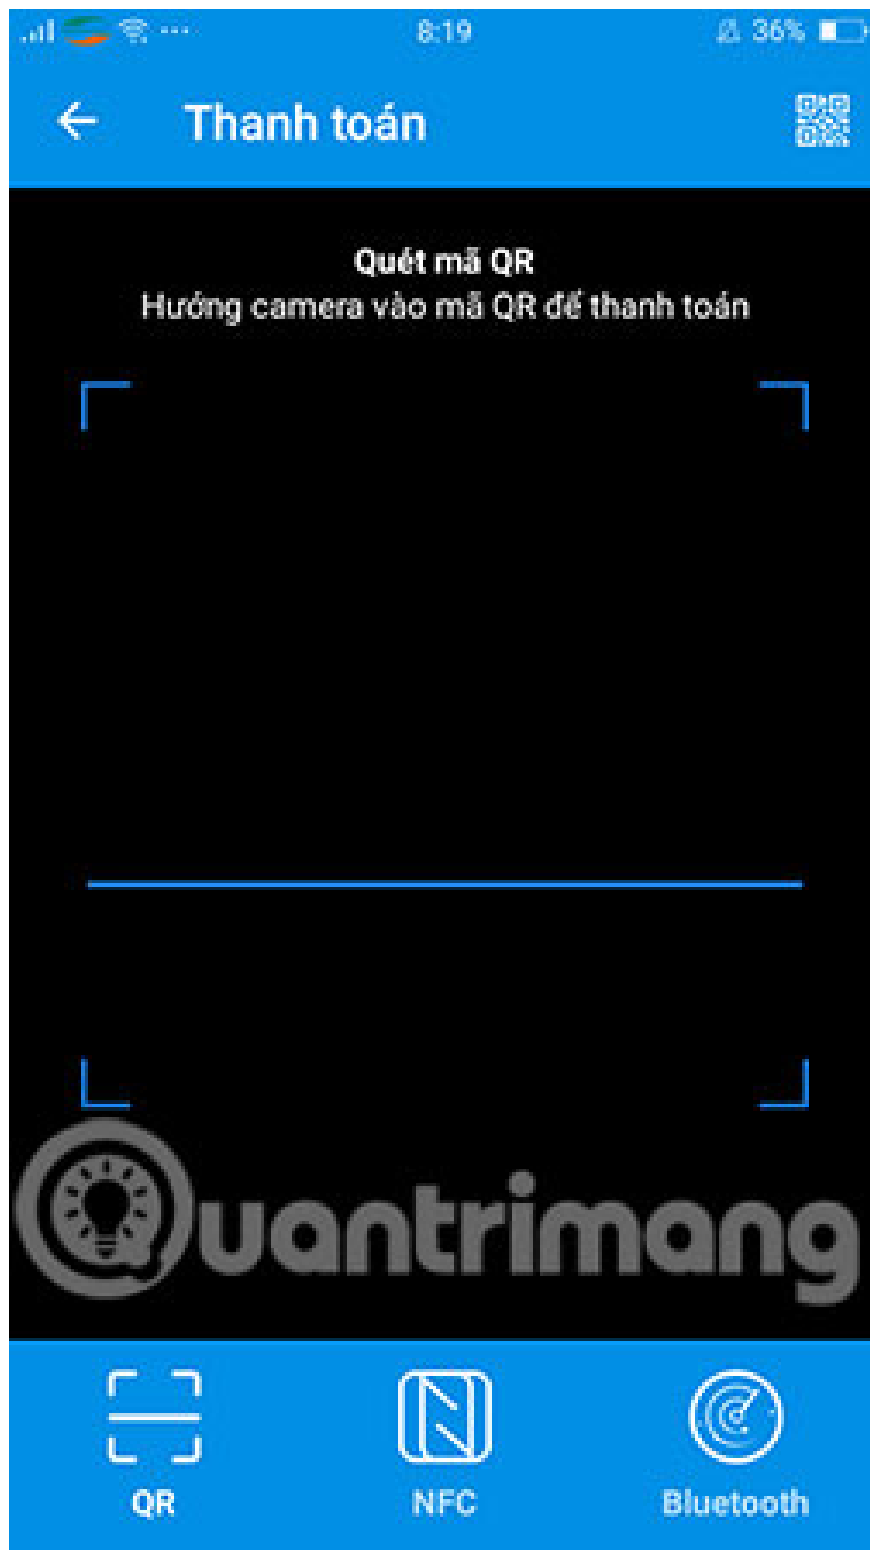 8:19
36%
Thanh toán
Quét mã QR
Hướng camera vào mã QR để thanh toán
Quantrimang
QR
NFC
Bluetooth